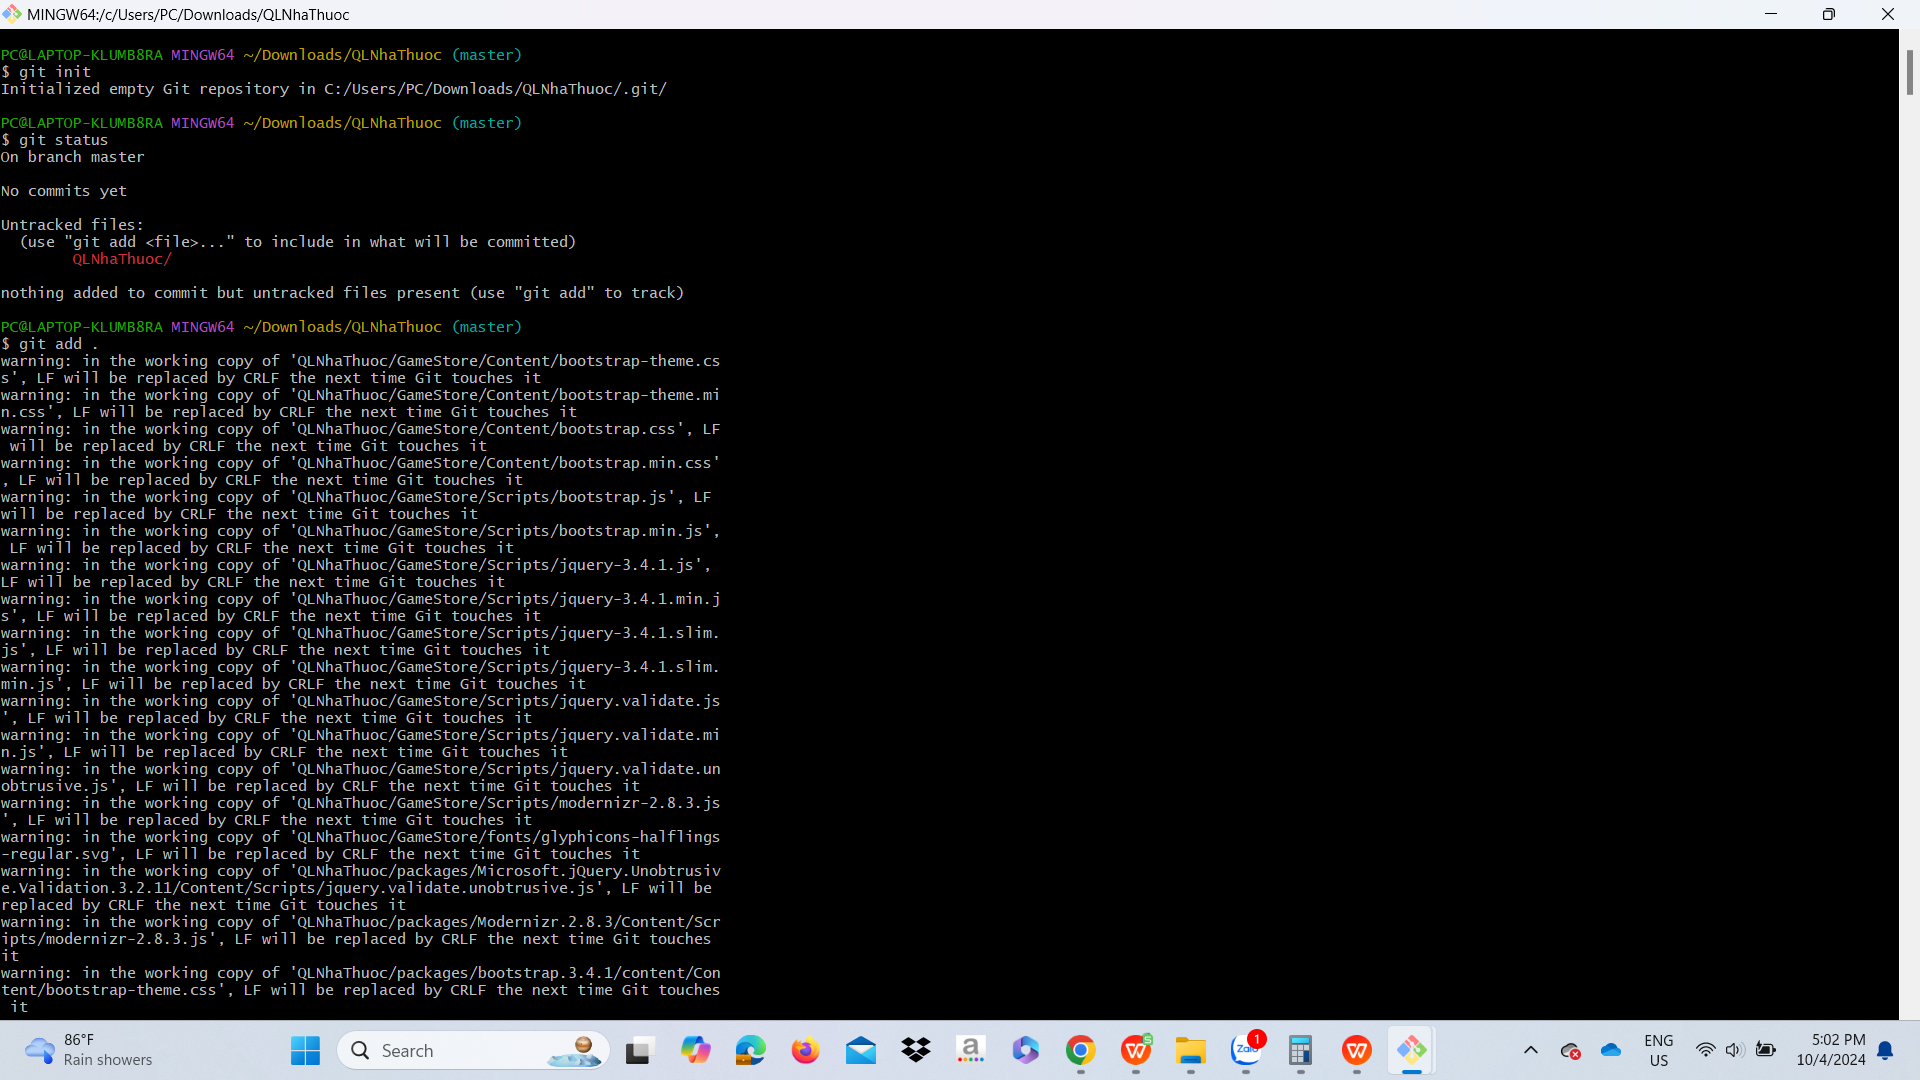 MINGW64:/c/Users/PC/Downloads/QLNhaThuoc
PC@LAPTOP-KLUMB8RA MINGW64 ~/Downloads/QLNhaThuoc (master)
$ git init
Initialized empty Git repository in C:/Users/PC/Downloads/QLNhaThuoc/.git/
PC@LAPTOP-KLUMB8RA MINGW64 ~/Downloads/QLNhaThuoc (master)
$ git status
On branch master
No commits yet
Untracked files:
  (use "git add <file>..." to include in what will be committed)
        QLNhaThuoc/
nothing added to commit but untracked files present (use "git add" to track)
PC@LAPTOP-KLUMB8RA MINGW64 ~/Downloads/QLNhaThuoc (master)
$ git add .
warning: in the working copy of 'QLNhaThuoc/GameStore/Content/bootstrap-theme.cs
s', LF will be replaced by CRLF the next time Git touches it
warning: in the working copy of 'QLNhaThuoc/GameStore/Content/bootstrap-theme.mi
n.css', LF will be replaced by CRLF the next time Git touches it
warning: in the working copy of 'QLNhaThuoc/GameStore/Content/bootstrap.css', LF
 will be replaced by CRLF the next time Git touches it
warning: in the working copy of 'QLNhaThuoc/GameStore/Content/bootstrap.min.css'
, LF will be replaced by CRLF the next time Git touches it
warning: in the working copy of 'QLNhaThuoc/GameStore/Scripts/bootstrap.js', LF
will be replaced by CRLF the next time Git touches it
warning: in the working copy of 'QLNhaThuoc/GameStore/Scripts/bootstrap.min.js',
 LF will be replaced by CRLF the next time Git touches it
warning: in the working copy of 'QLNhaThuoc/GameStore/Scripts/jquery-3.4.1.js',
LF will be replaced by CRLF the next time Git touches it
warning: in the working copy of 'QLNhaThuoc/GameStore/Scripts/jquery-3.4.1.min.j
s', LF will be replaced by CRLF the next time Git touches it
warning: in the working copy of 'QLNhaThuoc/GameStore/Scripts/jquery-3.4.1.slim.
js', LF will be replaced by CRLF the next time Git touches it
warning: in the working copy of 'QLNhaThuoc/GameStore/Scripts/jquery-3.4.1.slim.
min.js', LF will be replaced by CRLF the next time Git touches it
warning: in the working copy of 'QLNhaThuoc/GameStore/Scripts/jquery.validate.js
', LF will be replaced by CRLF the next time Git touches it
warning: in the working copy of 'QLNhaThuoc/GameStore/Scripts/jquery.validate.mi
n.js', LF will be replaced by CRLF the next time Git touches it
warning: in the working copy of 'QLNhaThuoc/GameStore/Scripts/jquery.validate.un
obtrusive.js', LF will be replaced by CRLF the next time Git touches it
warning: in the working copy of 'QLNhaThuoc/GameStore/Scripts/modernizr-2.8.3.js
', LF will be replaced by CRLF the next time Git touches it
warning: in the working copy of 'QLNhaThuoc/GameStore/fonts/glyphicons-halflings
-regular.svg', LF will be replaced by CRLF the next time Git touches it
warning: in the working copy of 'QLNhaThuoc/packages/Microsoft.jQuery.Unobtrusiv
e.Validation.3.2.11/Content/Scripts/jquery.validate.unobtrusive.js', LF will be
replaced by CRLF the next time Git touches it
warning: in the working copy of 'QLNhaThuoc/packages/Modernizr.2.8.3/Content/Scr
ipts/modernizr-2.8.3.js', LF will be replaced by CRLF the next time Git touches
it
warning: in the working copy of 'QLNhaThuoc/packages/bootstrap.3.4.1/content/Con
tent/bootstrap-theme.css', LF will be replaced by CRLF the next time Git touches
 it
86°F
Rain showers
Search
a
W
S
Zalo
1
W
ENG
US
5:02 PM
10/4/2024